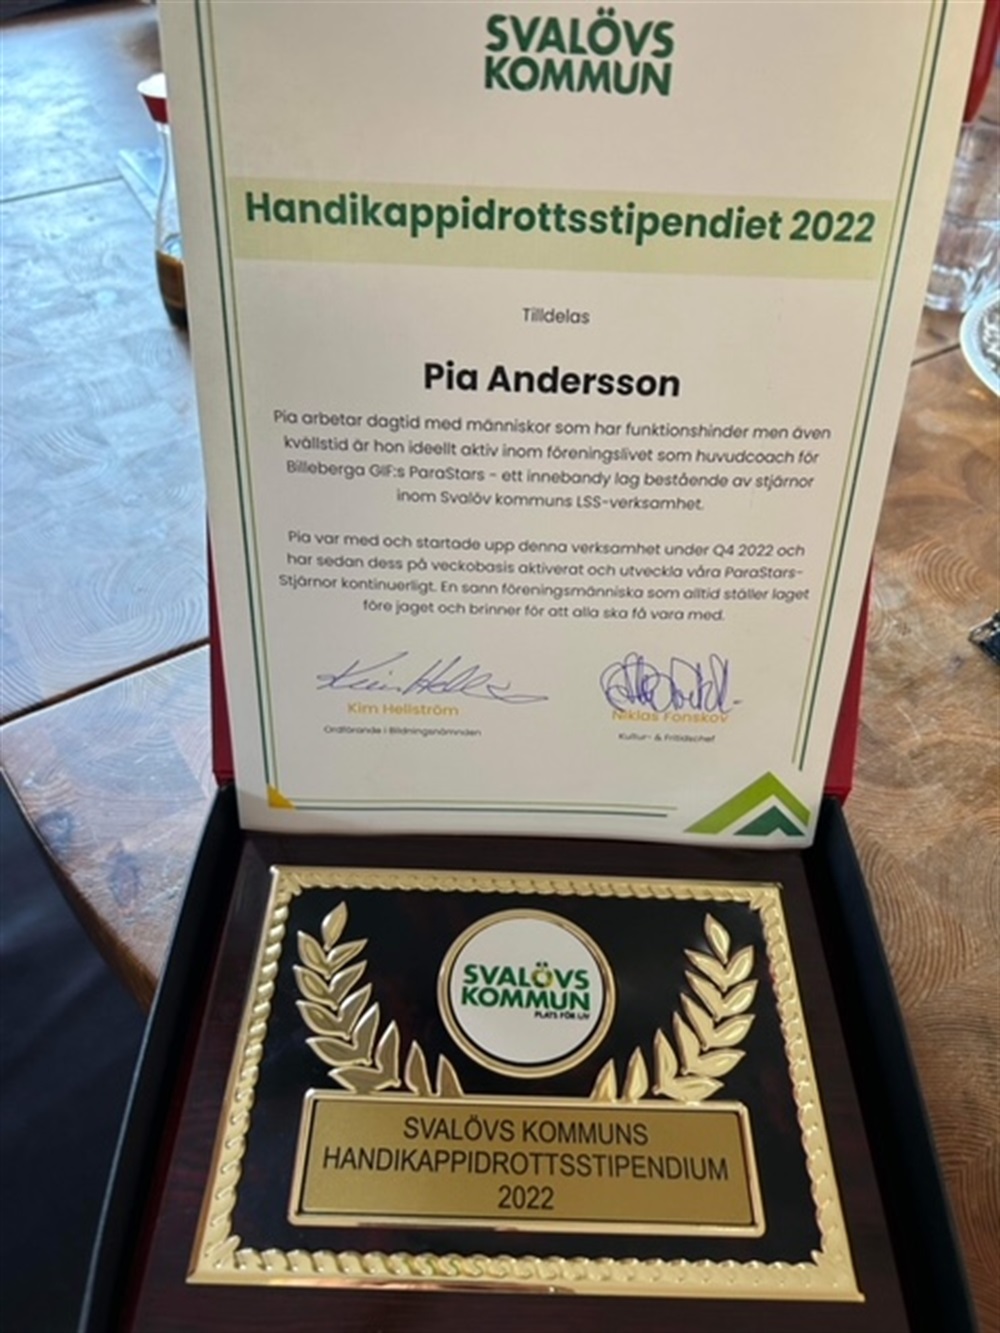 SVALÖVS
KOMMUN
Handikappidrottsstipendiet 2022
Tilldelas
Pia Andersson
Pia arbetar dagtid med människor som har funktionshinder men även
kvällstid är hon ideellt aktiv inom föreningslivet som huvudcoach för
Billeberga GIF:s ParaStars - ett innebandy lag bestående av stjärnor
inom Svalöv kommuns LSS-verksamhet.
Pia var med och startade upp denna verksamhet under Q4 2022 och
har sedan dess på veckobasis aktiverat och utveckla våra ParaStars-
Stjärnor kontinuerligt. En sann föreningsmänniska som alltid ställer laget
före jaget och brinner för att alla ska få vara med.
Kim Hellström
Niklas Fonskov
Ordförande i Bildningsnämnden
Kultur- & Fritidschef
SVALÖVS
KOMMUN
PLATS FÖR LIV
SVALÖVS KOMMUNS
HANDIKAPPIDROTTSSTIPENDIUM
2022